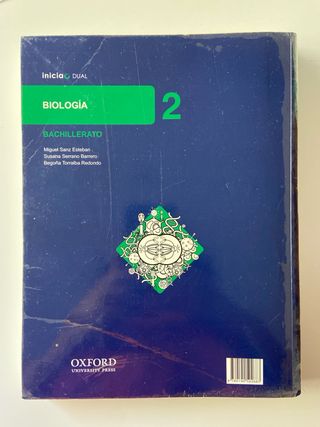 inicia DUAL
BIOLOGÍA
2
BACHILLERATO
Miguel Sanz Esteban
Susana Serrano Barrero
Begoña Torralba Redondo
OXFORD
UNIVERSITY PRESS